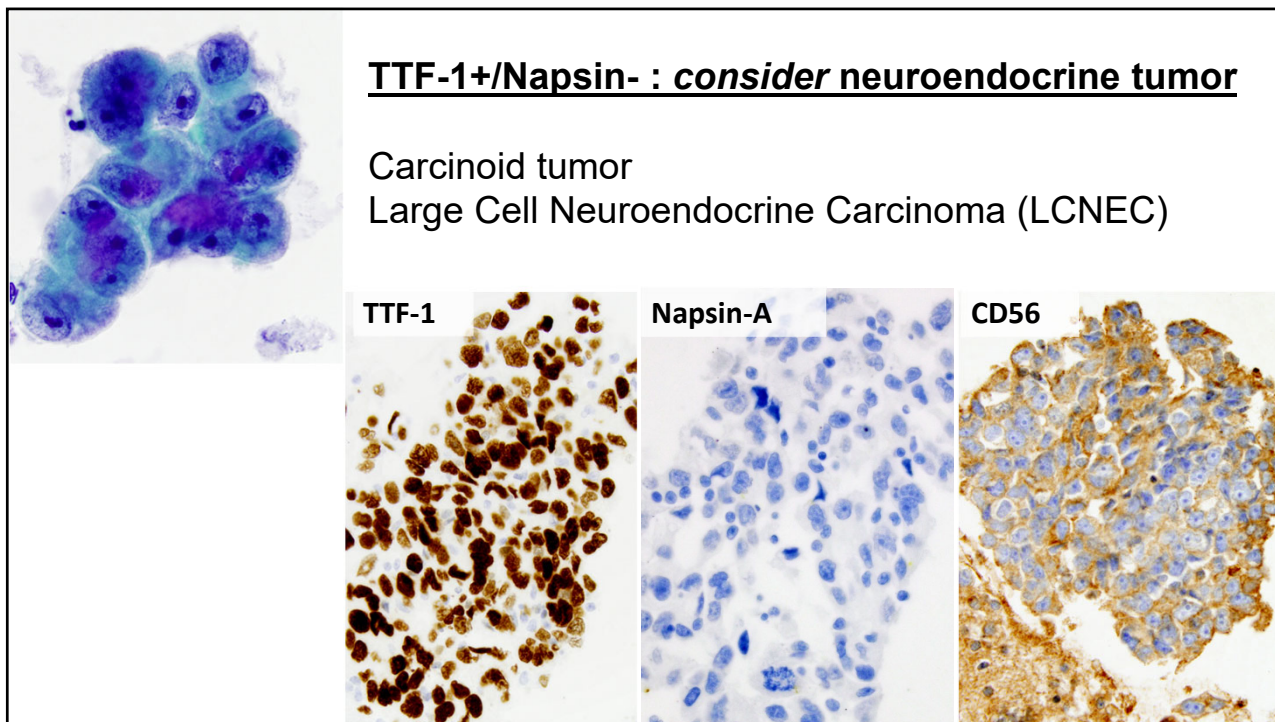 TTF-1+/Napsin- : consider neuroendocrine tumor
Carcinoid tumor
Large Cell Neuroendocrine Carcinoma (LCNEC)
TTF-1
Napsin-A
CD56